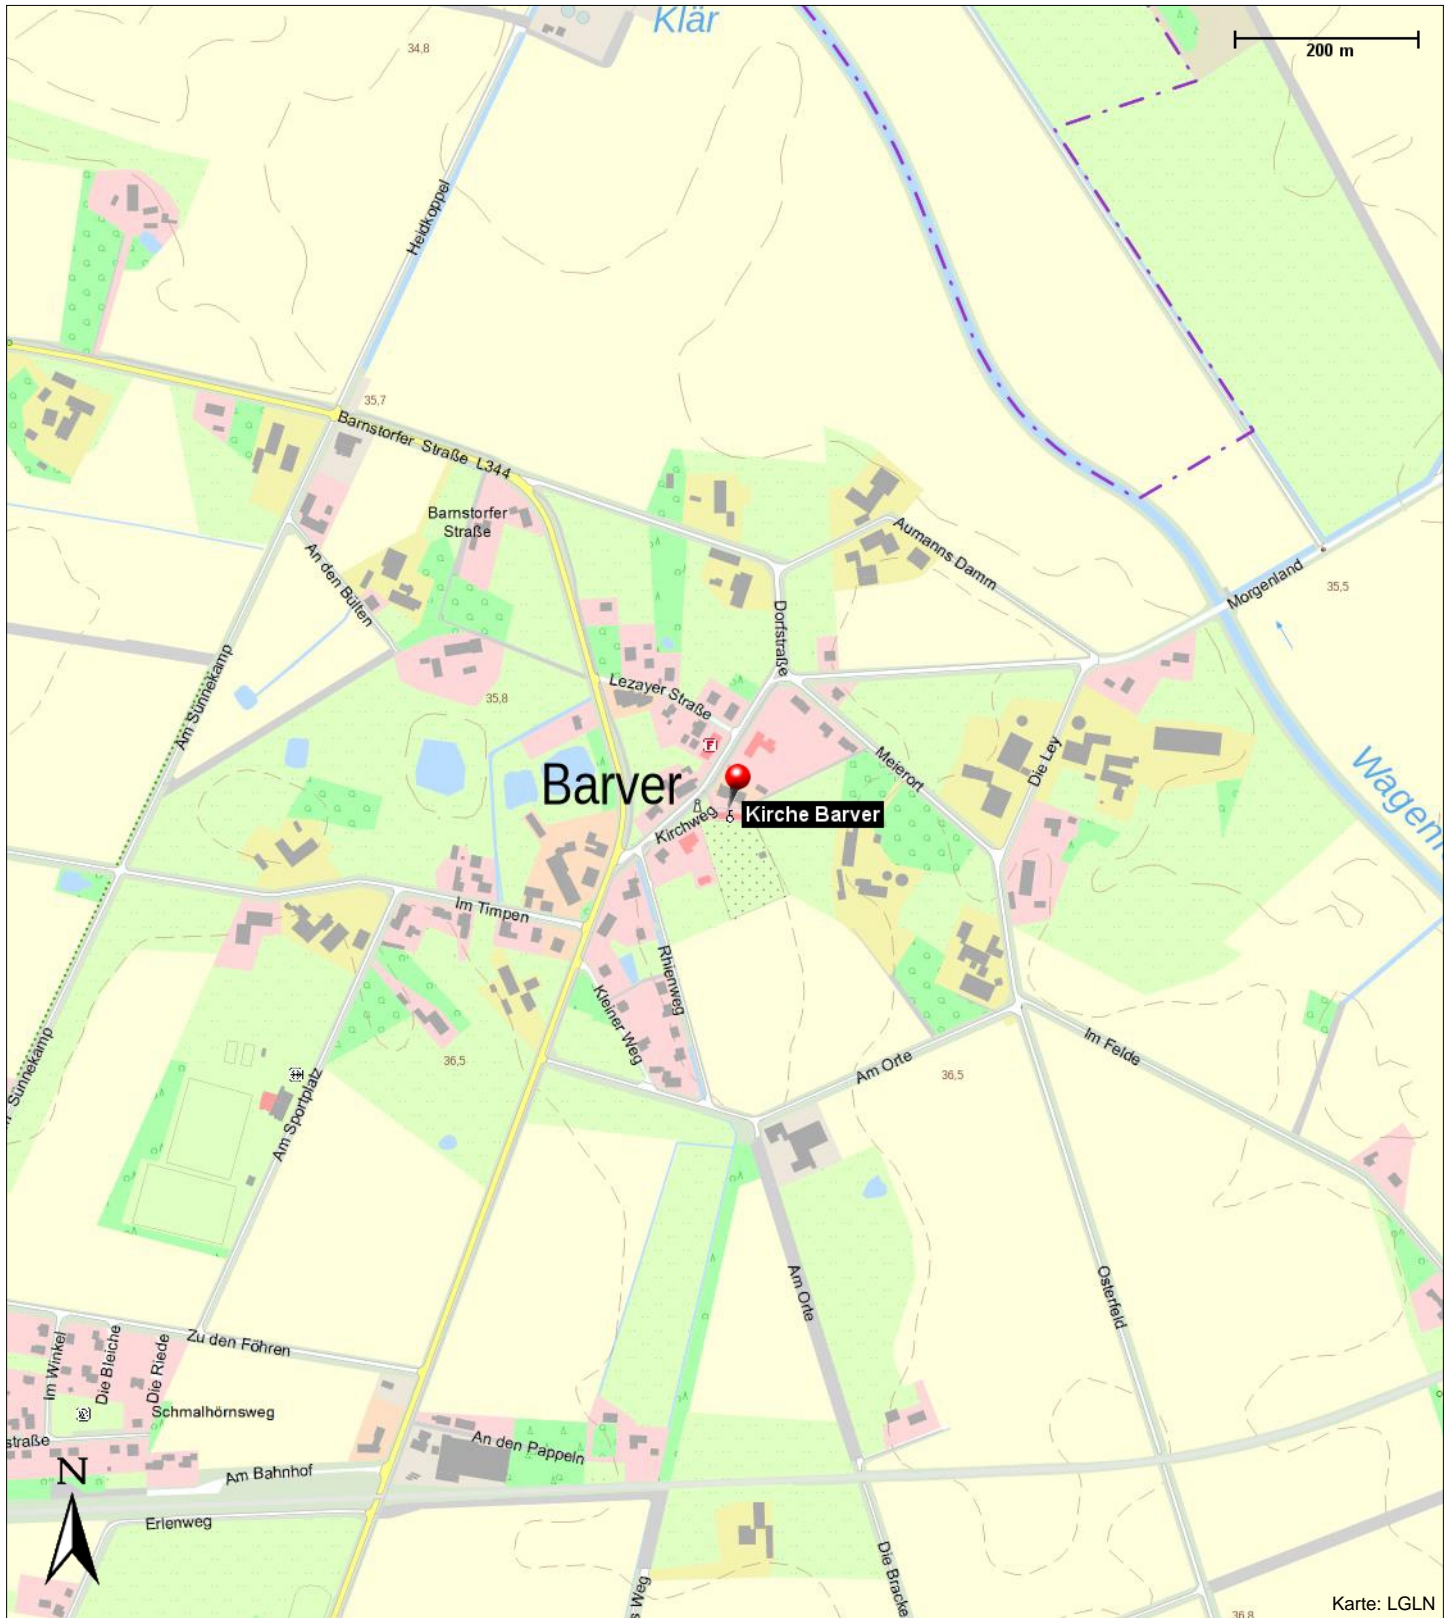 Klär
200 m
34,8
Heidkoppel
35,7
Barnstorfer Straße L344
Barnstorfer
Straße
Aumanns Damm
An den Bülten
Morgenland
35,5
Dorfstraße
Am Sünnekamp
Lezayer Straße
35,8
F
Meierort
Die Ley
Wagenf
Barver
Kirche Barver
Kirchweg
Im Timpen
Rhienweg
Kleiner Weg
Sünnekamp
Im Felde
Am Orte
36,5
36,5
Am Sportplatz
Am Orte
Osterfeld
Zu den Föhren
Im Winkel
Die Bleiche
Die Riede
Schmalhörnsweg
straße
An den Pappeln
N
Am Bahnhof
Erlenweg
Die Bracke
s Weg
36,8
Karte: LGLN